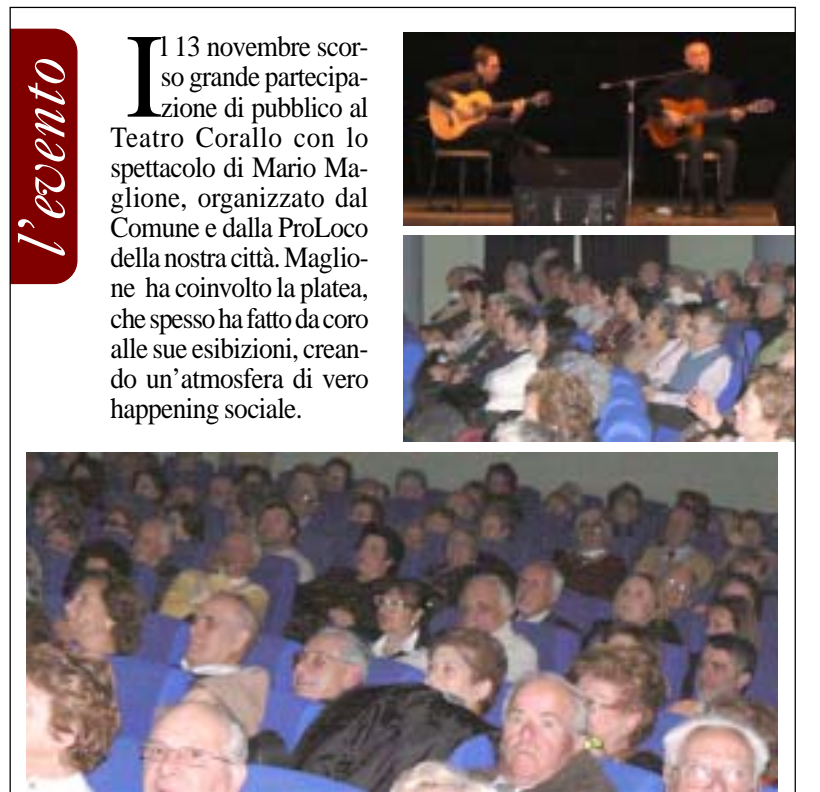 l'evento
Il 13 novembre scor-
so grande partecipa-
zione di pubblico al
Teatro Corallo con lo
spettacolo di Mario Ma-
glione, organizzato dal
Comune e dalla ProLoco
della nostra città. Maglio-
ne ha coinvolto la platea,
che spesso ha fatto da coro
alle sue esibizioni, crean-
do un'atmosfera di vero
happening sociale.